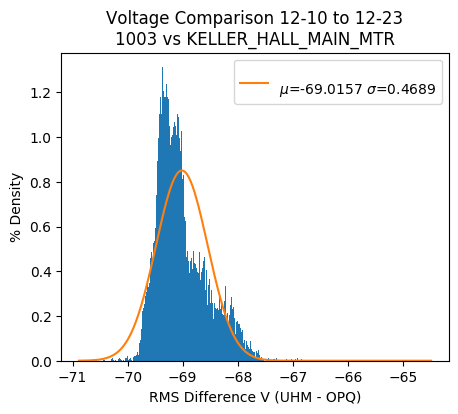 Voltage Comparison 12-10 to 12-23
1003 vs KELLER_HALL_MAIN_MTR
μ=-69.0157 σ=0.4689
% Density
1.2
1.0
0.8
0.6
0.4
0.2
0.0
−71 −70 −69 −68 −67 −66 −65
RMS Difference V (UHM - OPQ)